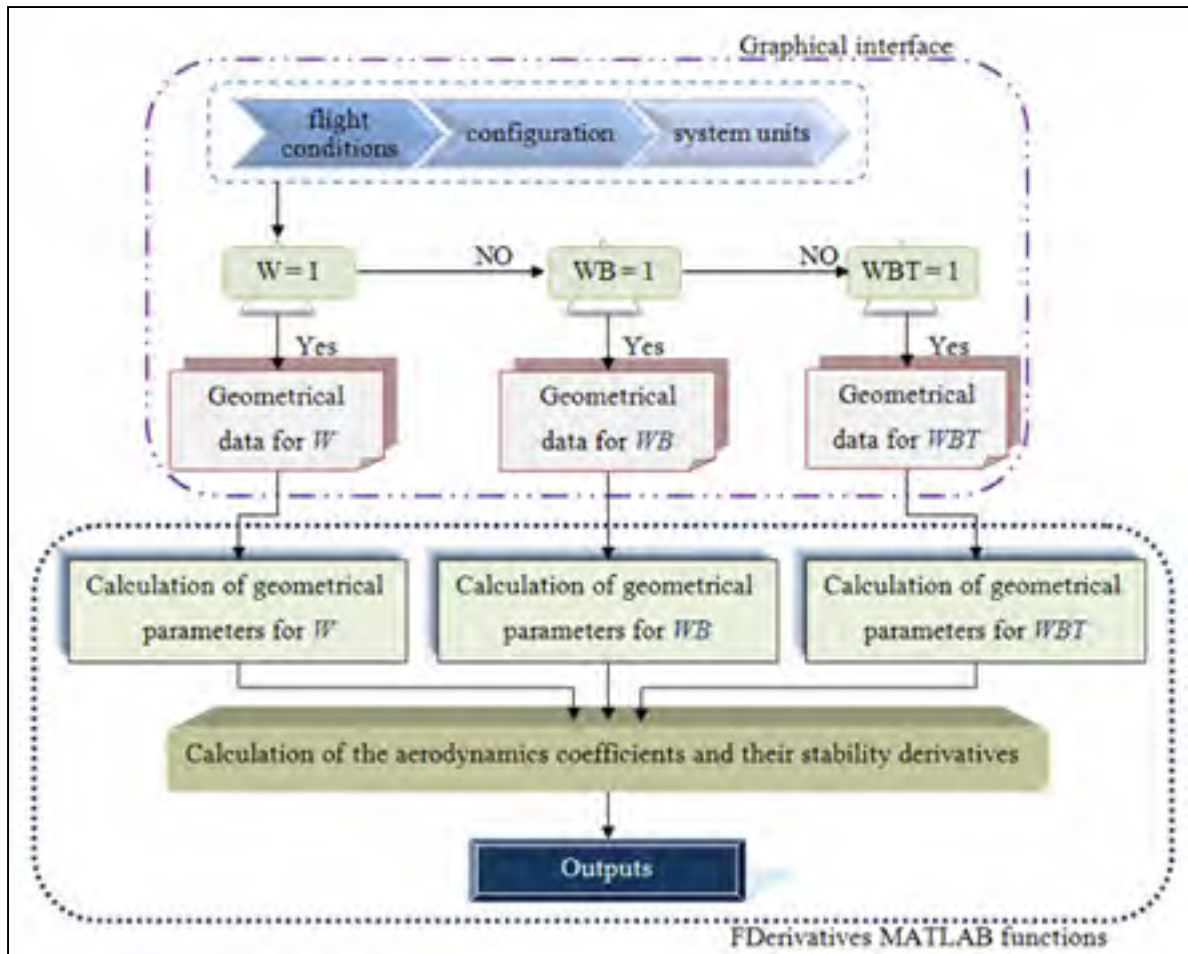 Graphical interface
flight
conditions
configuration
system units
W = 1
NO
WB = 1
NO
WBT = 1
Yes
Yes
Yes
Geometrical
data for W
Geometrical
data for WB
Geometrical
data for WBT
Calculation of geometrical
parameters for W
Calculation of geometrical
parameters for WB
Calculation of geometrical
parameters for WBT
Calculation of the aerodynamics coefficients and their stability derivatives
Outputs
FDerivatives MATLAB functions